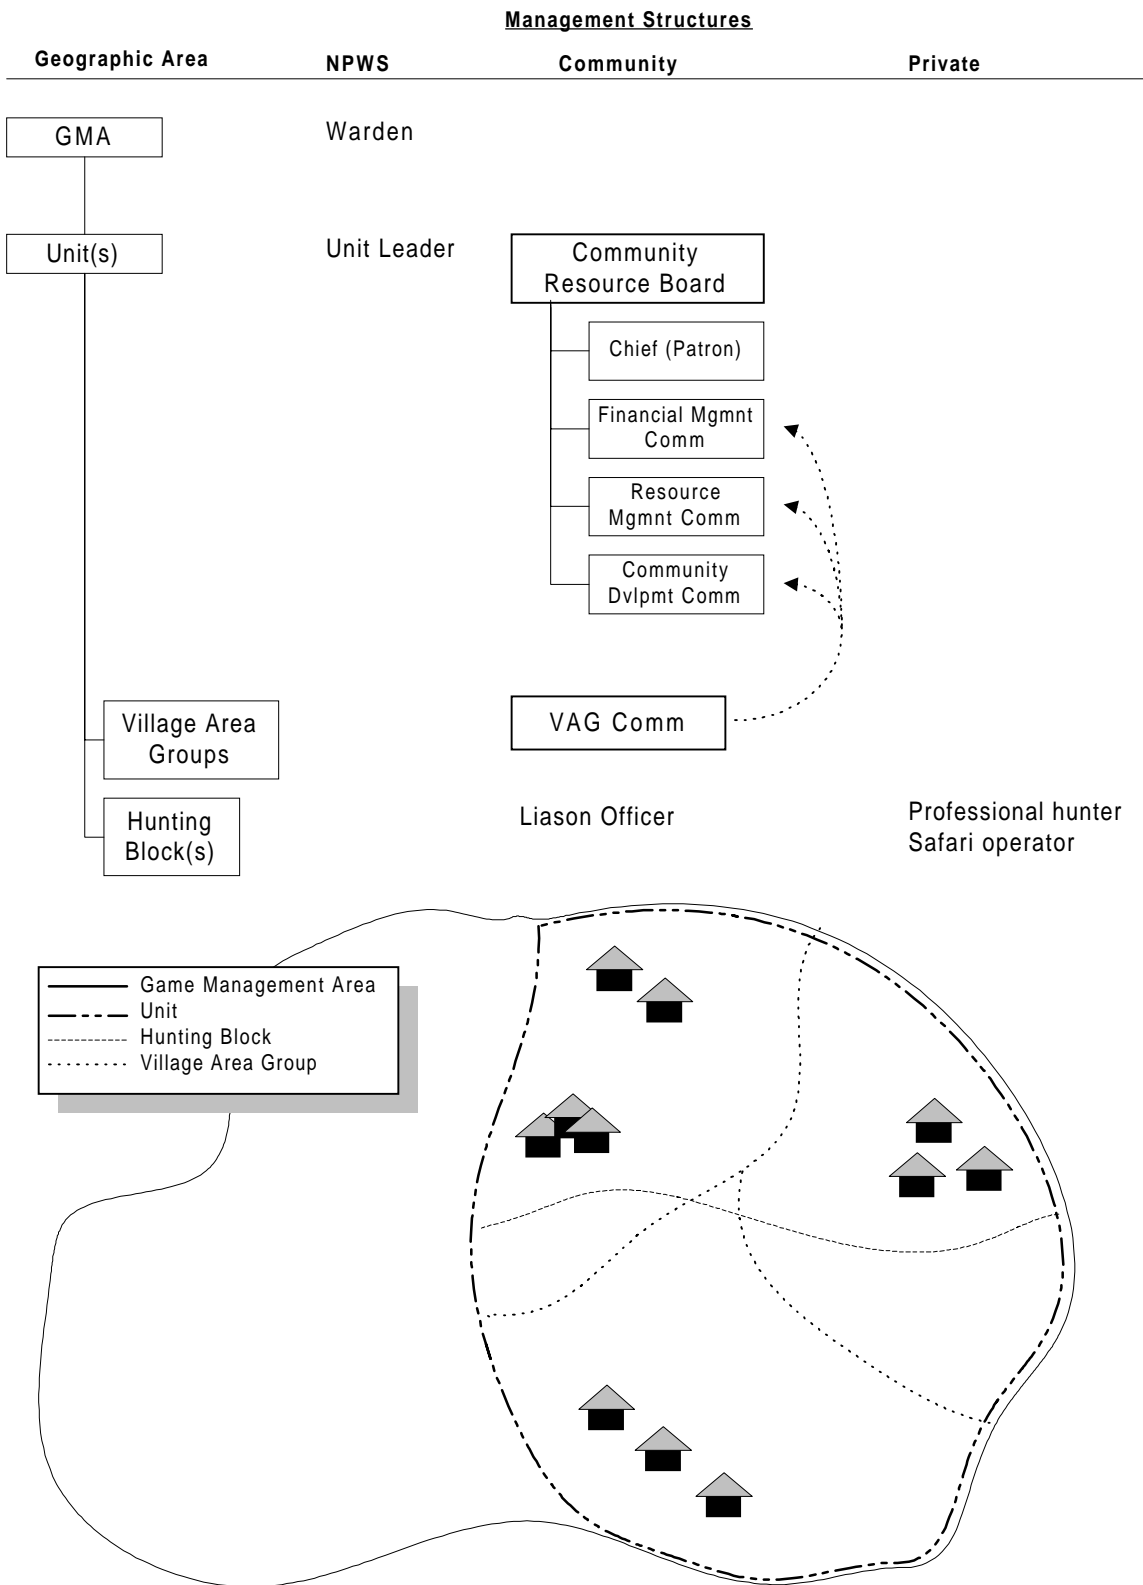 Management Structures
Geographic Area NPWS Community Private
GMA Warden
Unit(s) Unit Leader Community
Resource Board
Chief (Patron)
Financial Mgmnt
Comm
Resource
Mgmnt Comm
Community
Dvlpmt Comm
Village Area
Groups
VAG Comm
Hunting
Block(s)
Liason Officer
Professional hunter
Safari operator
Game Management Area
Unit
Hunting Block
Village Area Group